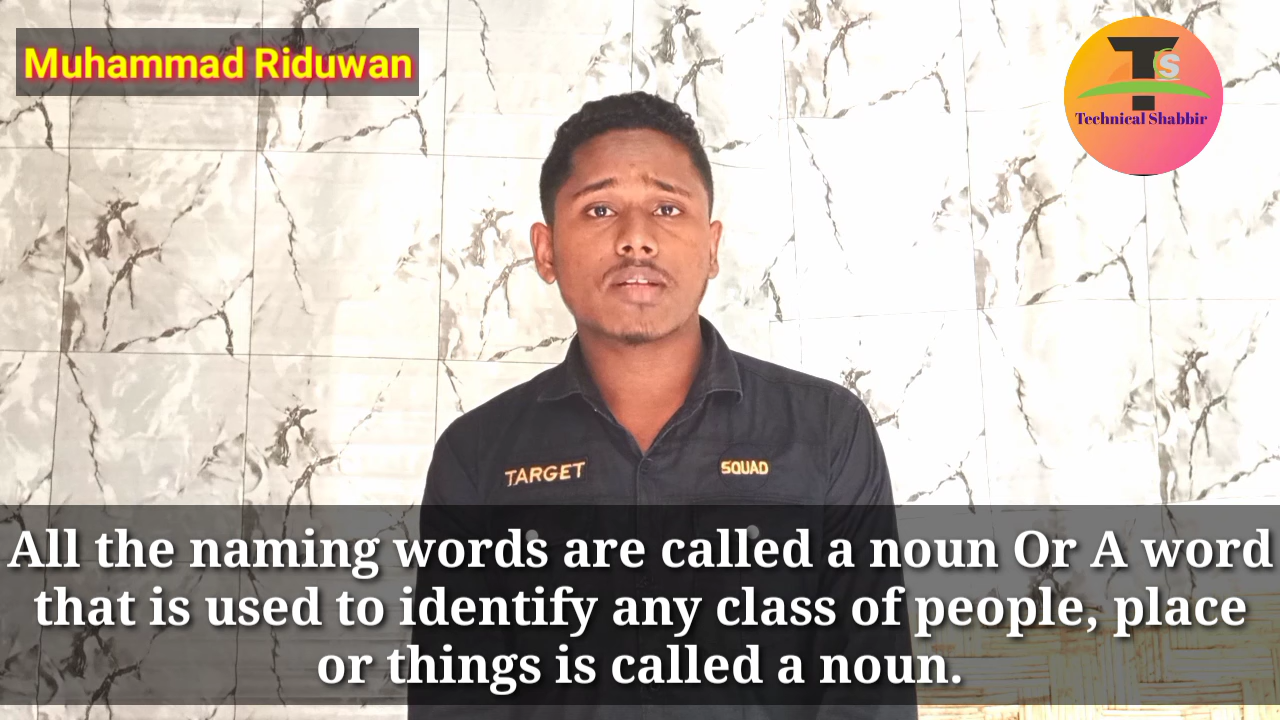 Muhammad Riduwan
TS
Technical Shabbir
TARGET
SQUAD
All the naming words are called a noun Or A word
that is used to identify any class of people, place
or things is called a noun.